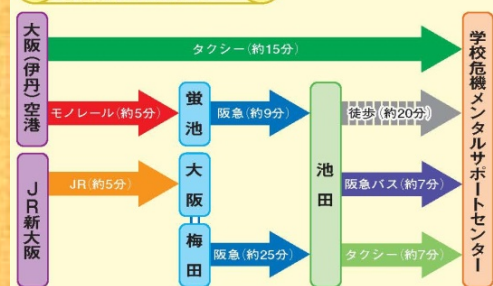 大阪(伊丹)空港
タクシー(約15分)
学校危機メンタルサポートセンター
モノレール(約5分)
蛍池
阪急(約9分)
池田
徒歩(約20分)
JR新大阪
JR(約5分)
大阪
阪急バス(約7分)
梅田
阪急(約25分)
タクシー(約7分)